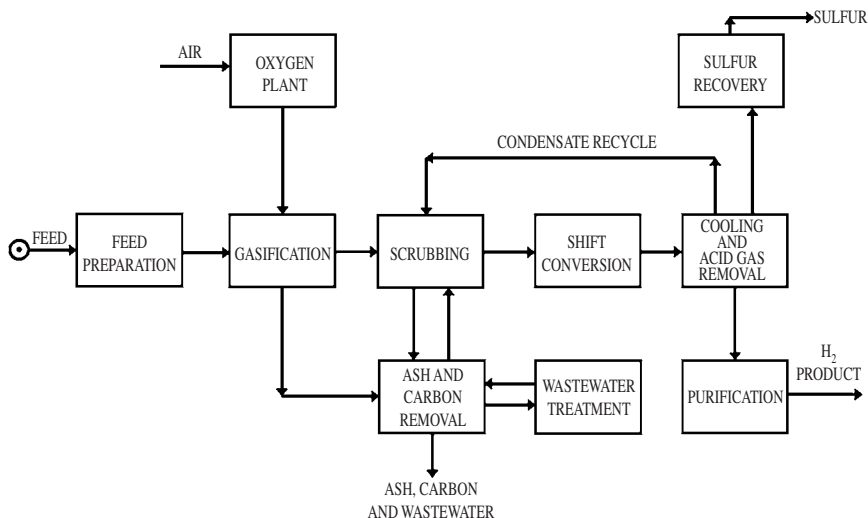 SULFUR
AIR
OXYGEN
PLANT
SULFUR
RECOVERY
CONDENSATE RECYCLE
FEED
FEED
PREPARATION
GASIFICATION
SCRUBBING
SHIFT
CONVERSION
COOLING
AND
ACID GAS
REMOVAL
ASH AND
CARBON
REMOVAL
WASTEWATER
TREATMENT
PURIFICATION
H₂
PRODUCT
ASH, CARBON
AND WASTEWATER